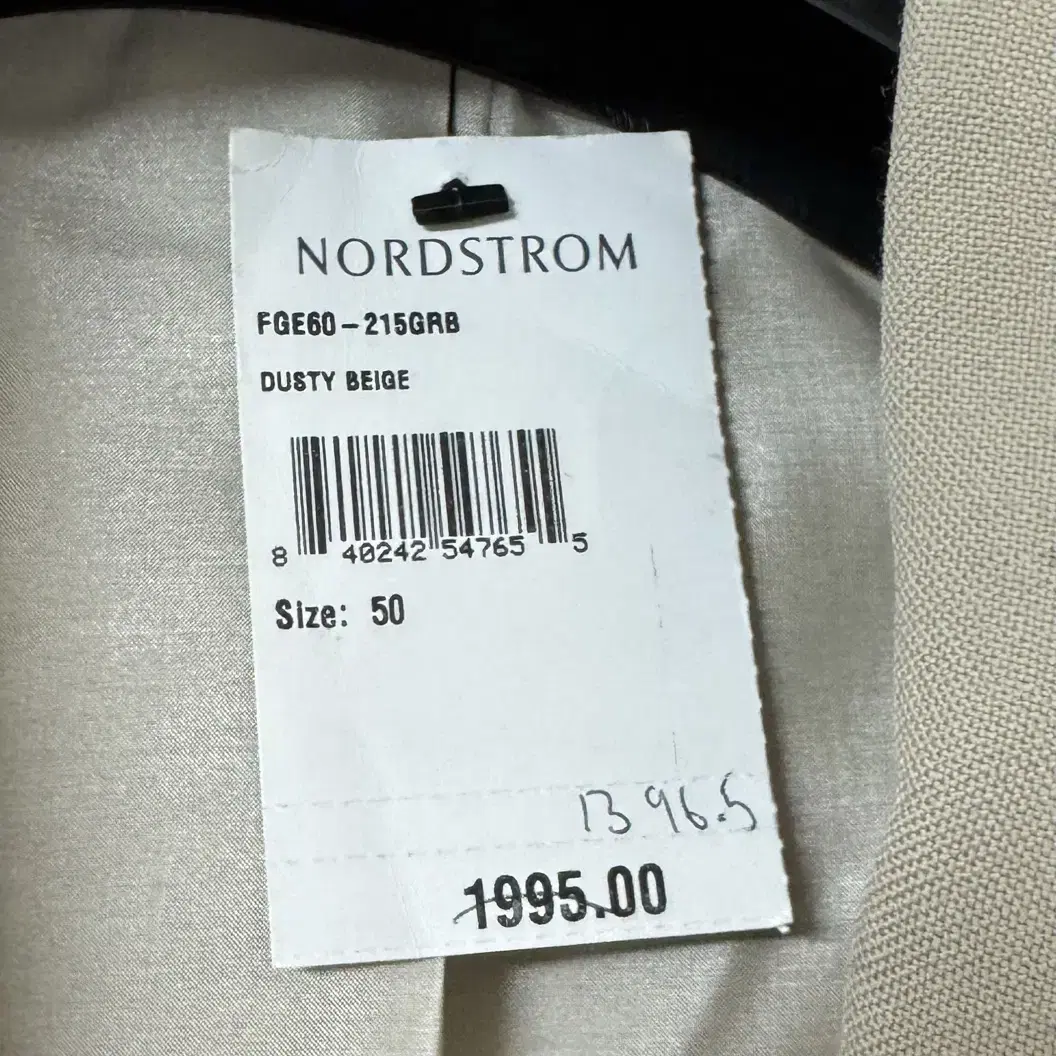 NORDSTROM
FGE60-215GRB
DUSTY BEIGE
8 40242 54765 5
Size: 50
1396.5
1995.00